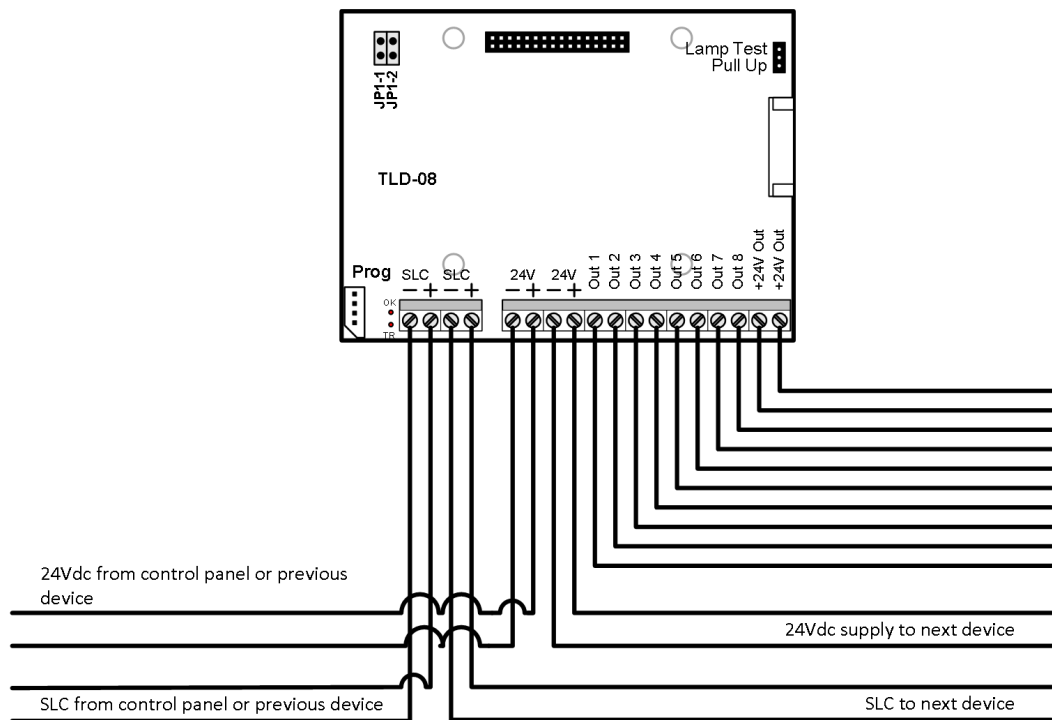 Lamp Test
Pull Up
JP1-1
JP1-2
TLD-08
Prog
SLC SLC 24V 24V Out 1 Out 2 Out 3 Out 4 Out 5 Out 6 Out 7 Out 8 +24V Out +24V Out
− + − + − + − +
OK
TR
24Vdc from control panel or previous
device
24Vdc supply to next device
SLC from control panel or previous device
SLC to next device